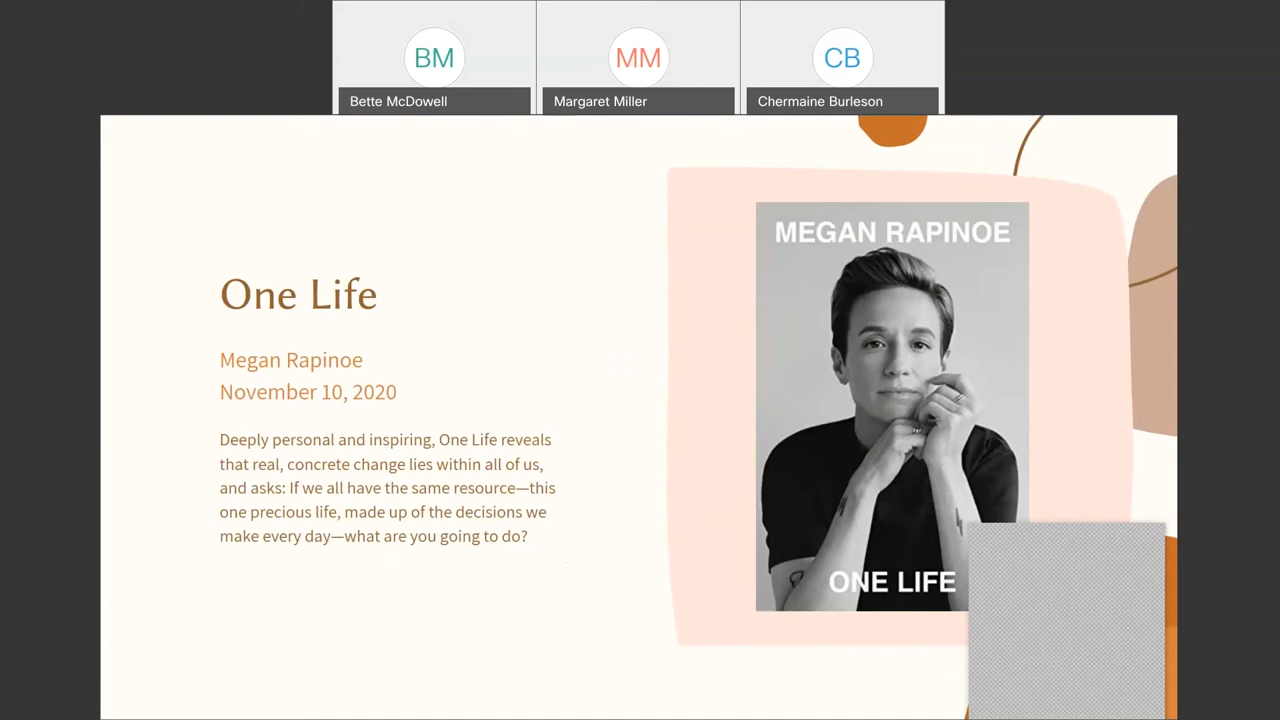 BM
MM
CB
Bette McDowell
Margaret Miller
Chermaine Burleson
MEGAN RAPINOE
One Life
Megan Rapinoe
November 10, 2020
Deeply personal and inspiring, One Life reveals
that real, concrete change lies within all of us,
and asks: If we all have the same resource—this
one precious life, made up of the decisions we
make every day—what are you going to do?
ONE LIFE